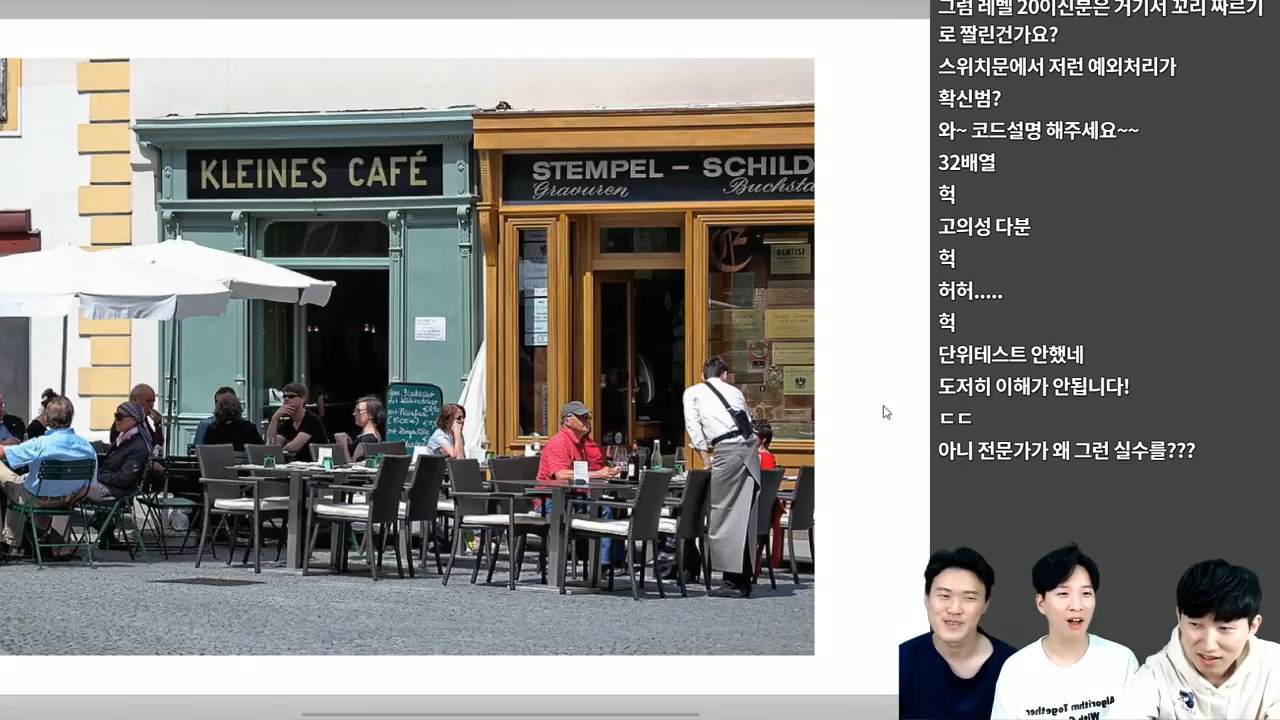 KLEINES CAFÉ
STEMPEL – SCHILD
Gravuren Buchsta
그럼 레벨 20이신분은 거기서 꼬리 짜르기
로 짤린건가요?
스위치문에서 저런 예외처리가
확신범?
와~ 코드설명 해주세요~~
32배열
헉
고의성 다분
헉
허허.....
헉
단위테스트 안했네
도저히 이해가 안됩니다!
ㄷㄷ
아니 전문가가 왜 그런 실수를???
Algorithm Together